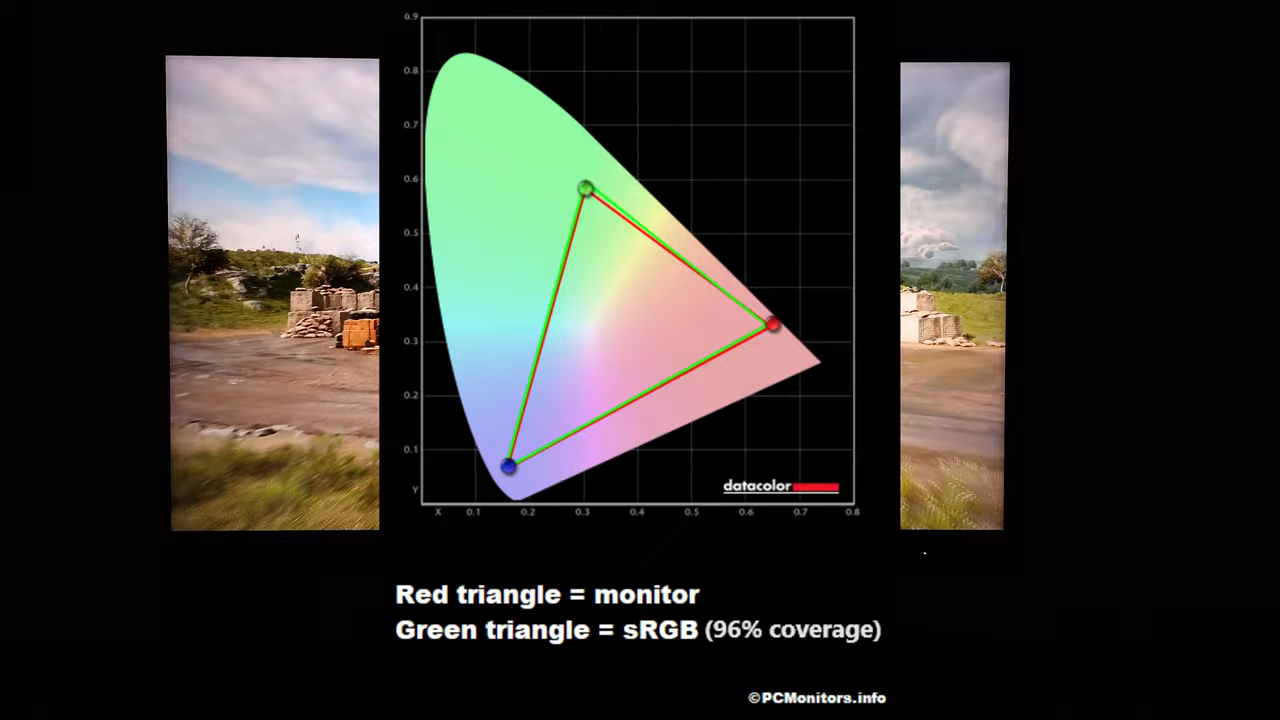 0.9
0.8
0.7
0.6
0.5
0.4
0.3
0.2
0.1
Y
X 0.1 0.2 0.3 0.4 0.5 0.6 0.7 0.8
datacolor
Red triangle = monitor
Green triangle = sRGB (96% coverage)
©PCMonitors.info